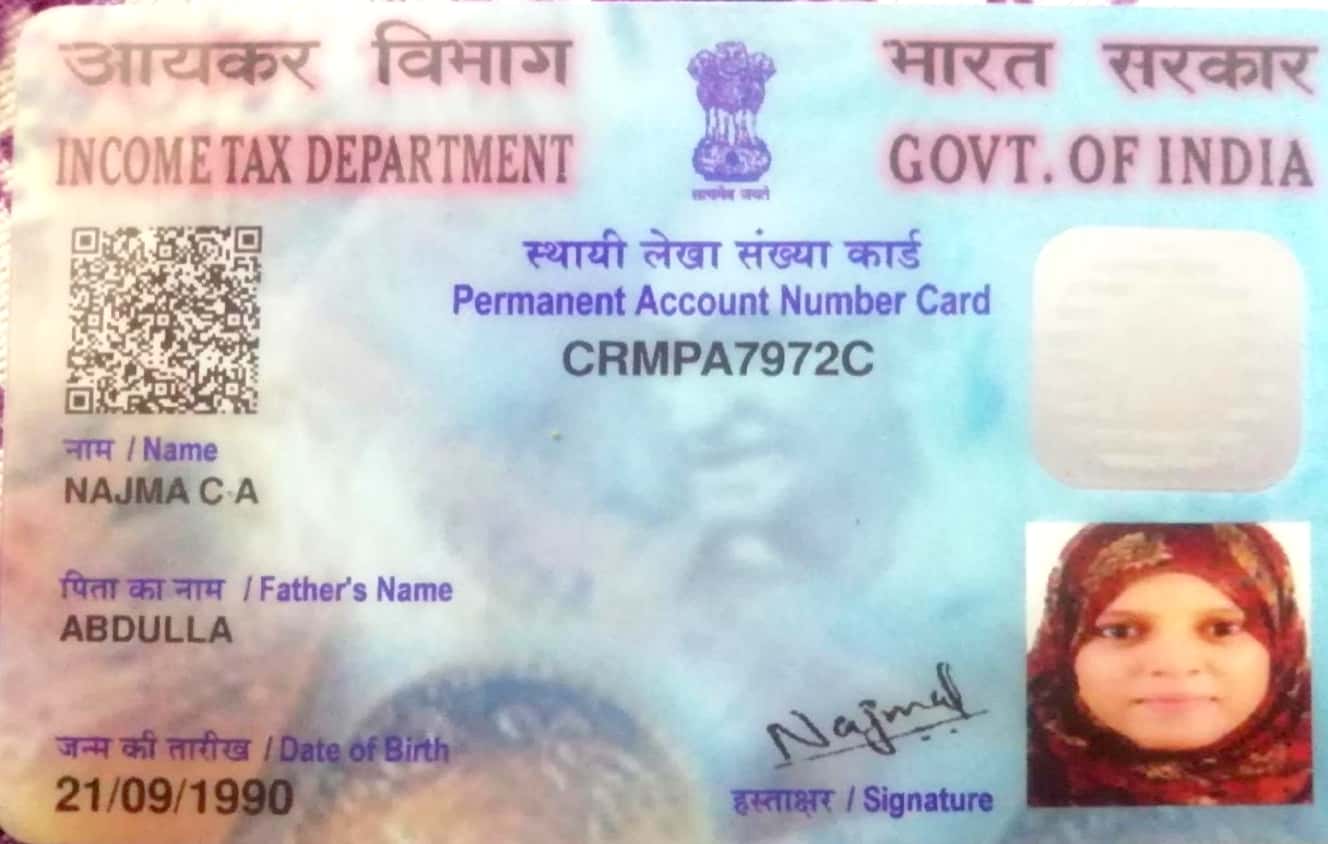 आयकर विभाग
भारत सरकार
INCOME TAX DEPARTMENT
GOVT. OF INDIA
सत्यमेव जयते
स्थायी लेखा संख्या कार्ड
Permanent Account Number Card
CRMPA7972C
नाम / Name
NAJMA C A
पिता का नाम / Father's Name
ABDULLA
जन्म की तारीख / Date of Birth
21/09/1990
Najma
हस्ताक्षर / Signature